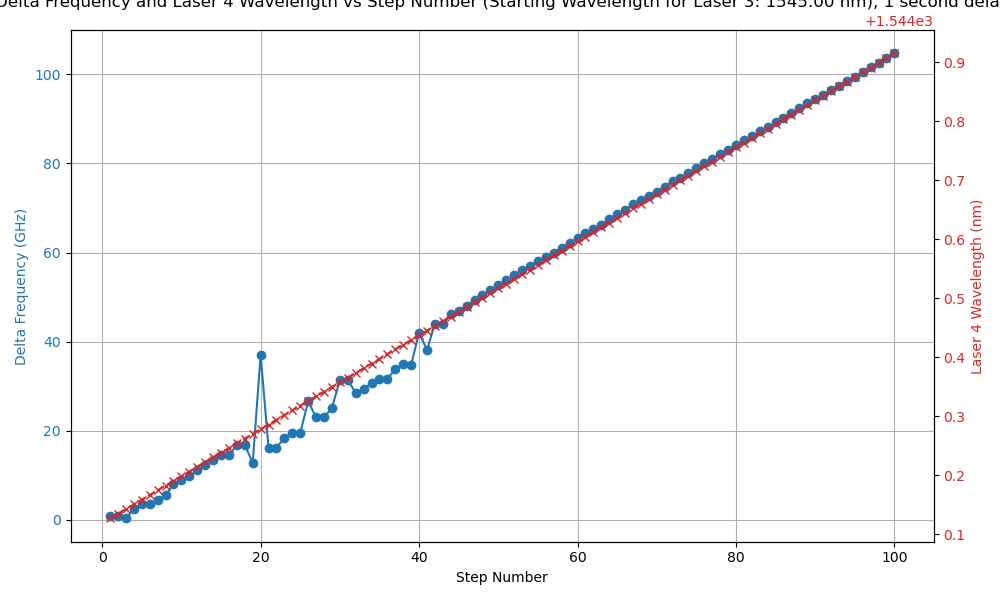 Delta Frequency and Laser 4 Wavelength vs Step Number (Starting Wavelength for Laser 3: 1545.00 nm), 1 second dela
+1.544e3
100
80
60
40
20
0
Delta Frequency (GHz)
0.9
0.8
0.7
0.6
0.5
0.4
0.3
0.2
0.1
Laser 4 Wavelength (nm)
0 20 40 60 80 100
Step Number